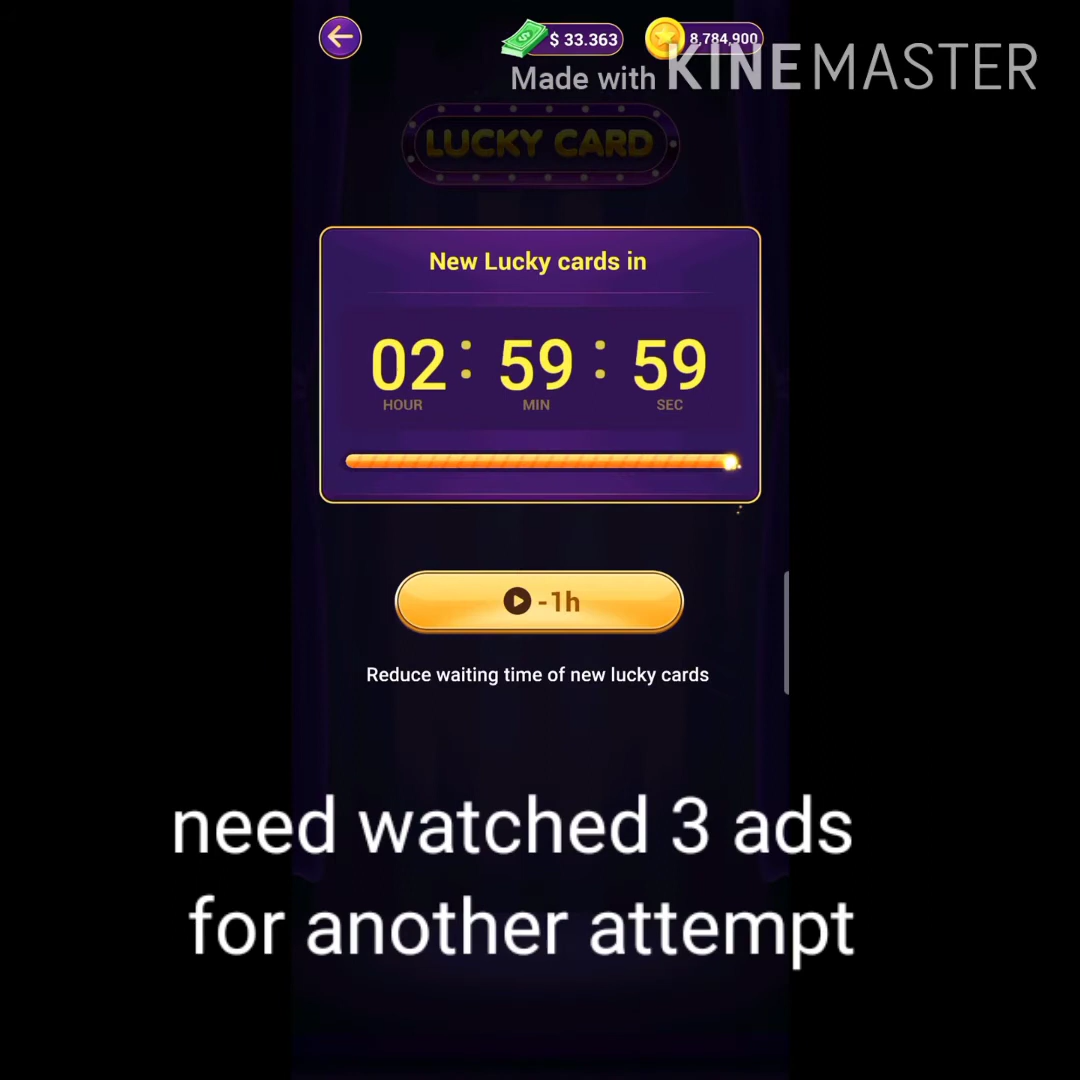 $ 33.363
8,784,900
Made with KINEMASTER
LUCKY CARD
New Lucky cards in
02 : 59 : 59
HOUR MIN SEC
-1h
Reduce waiting time of new lucky cards
need watched 3 ads
for another attempt